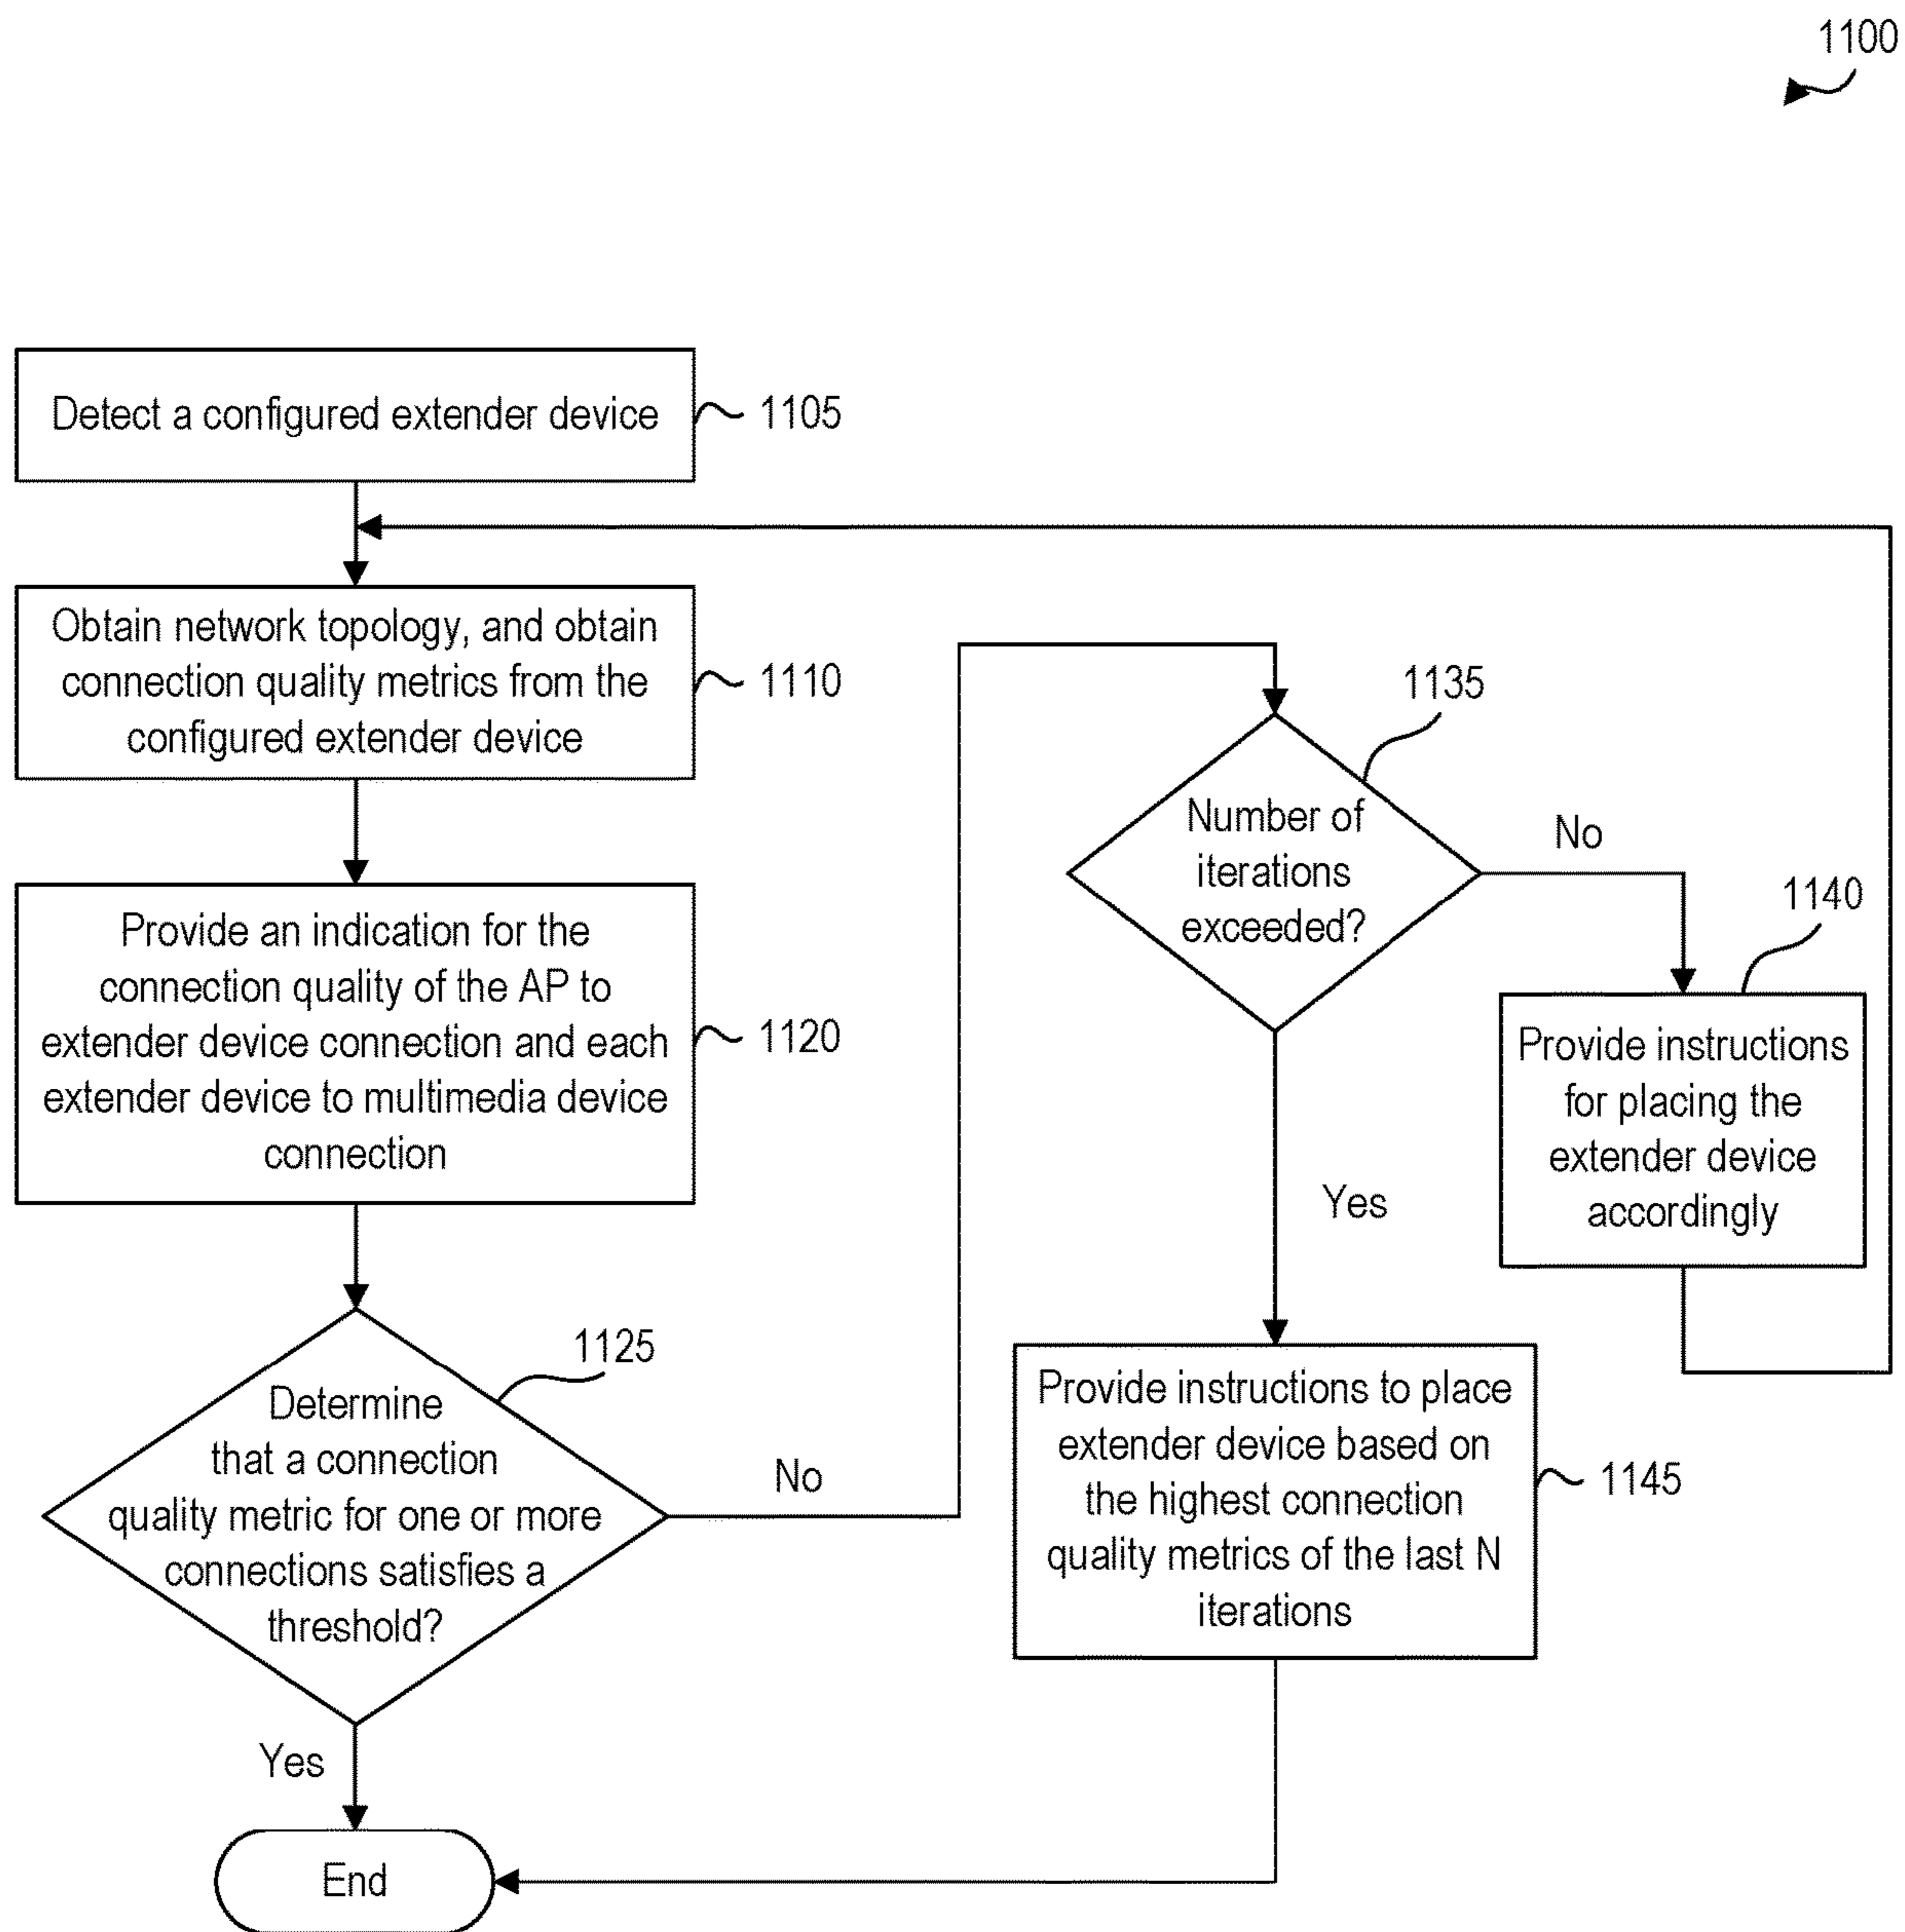 1100
Detect a configured extender device
1105
Obtain network topology, and obtain
connection quality metrics from the
configured extender device
1110
Provide an indication for the
connection quality of the AP to
extender device connection and each
extender device to multimedia device
connection
1120
1125
Determine
that a connection
quality metric for one or more
connections satisfies a
threshold?
No
Yes
End
1135
Number of
iterations
exceeded?
No
1140
Provide instructions
for placing the
extender device
accordingly
Yes
Provide instructions to place
extender device based on
the highest connection
quality metrics of the last N
iterations
1145